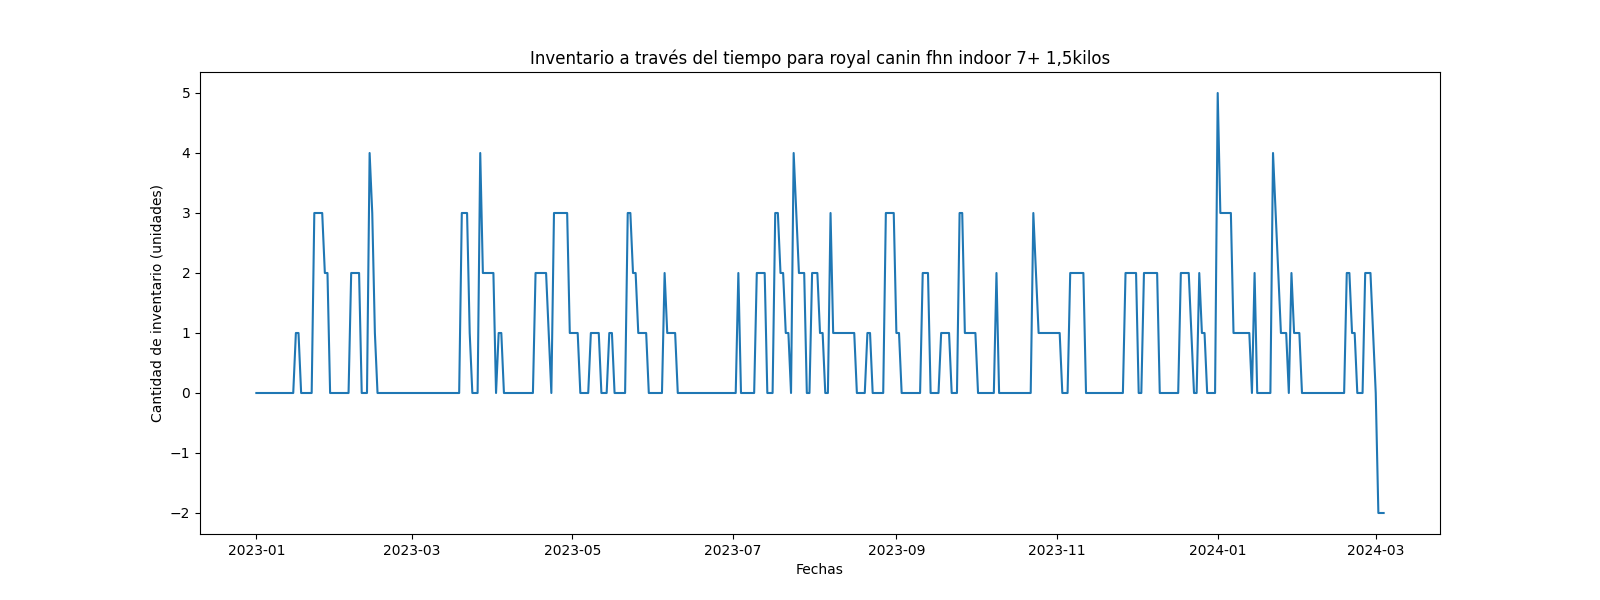 Inventario a través del tiempo para royal canin fhn indoor 7+ 1,5kilos
Cantidad de inventario (unidades)
5
4
3
2
1
0
−1
−2
2023-01 2023-03 2023-05 2023-07 2023-09 2023-11 2024-01 2024-03
Fechas